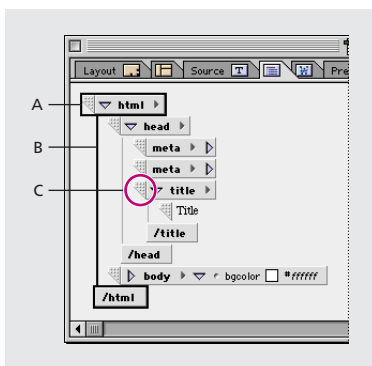 Layout Source T Pre
A html
head
B meta
meta
C title
Title
/title
/head
body bgcolor #ffffff
/html